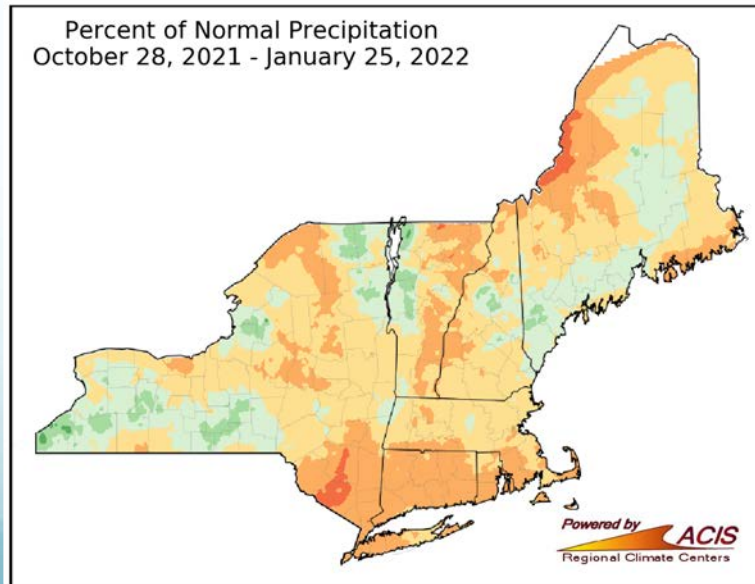 Percent of Normal Precipitation
October 28, 2021 - January 25, 2022
Powered by
ACIS
Regional Climate Centers